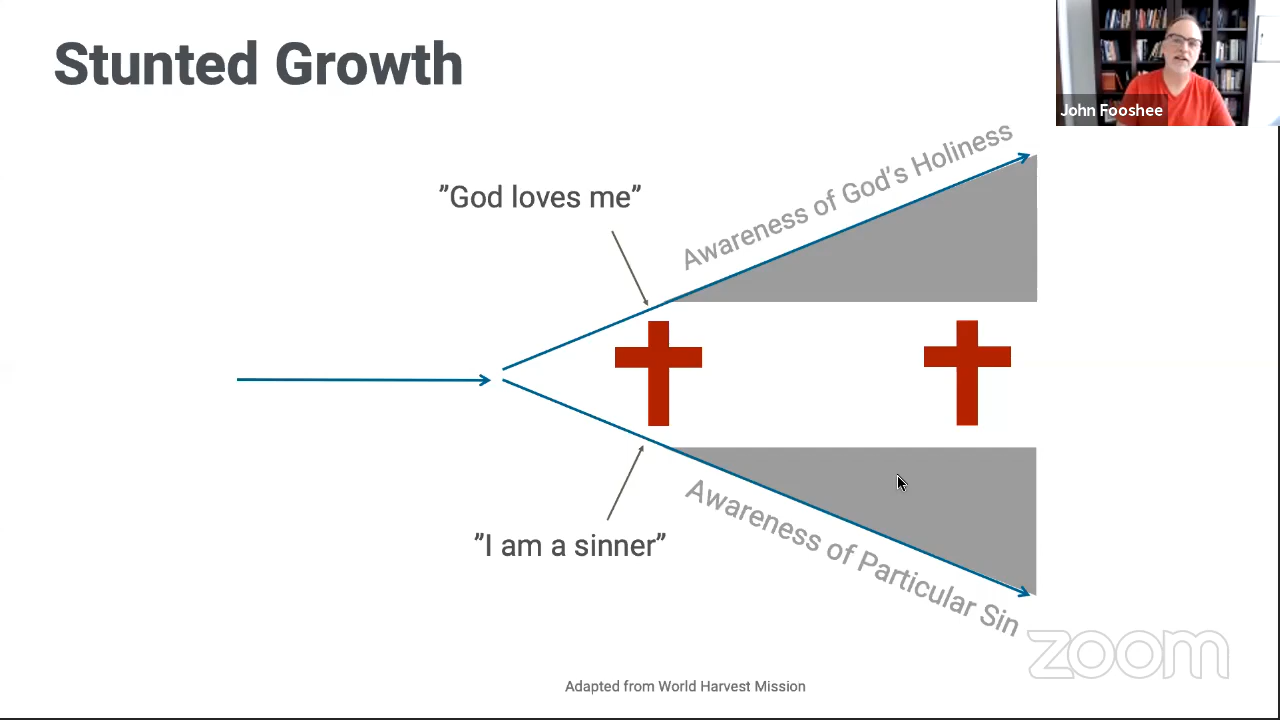 Stunted Growth
John Fooshee
Awareness of God's Holiness
"God loves me"
"I am a sinner"
Awareness of Particular Sin
zoom
Adapted from World Harvest Mission